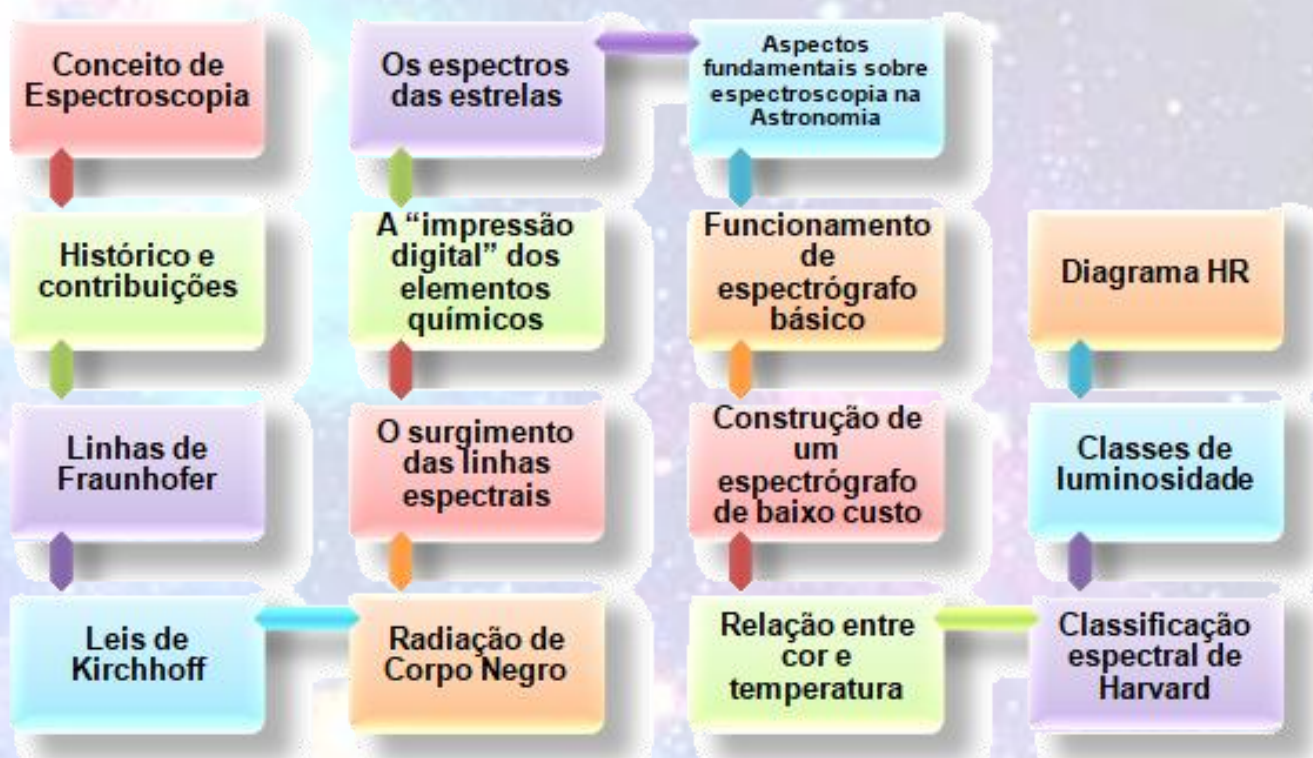 Conceito de
Espectroscopia
Histórico e
contribuições
Linhas de
Fraunhofer
Leis de
Kirchhoff
Radiação de
Corpo Negro
O surgimento
das linhas
espectrais
A “impressão
digital” dos
elementos
químicos
Os espectros
das estrelas
Aspectos
fundamentais sobre
espectroscopia na
Astronomia
Funcionamento
de
espectrógrafo
básico
Construção de
um
espectrógrafo
de baixo custo
Relação entre
cor e
temperatura
Classificação
espectral de
Harvard
Classes de
luminosidade
Diagrama HR